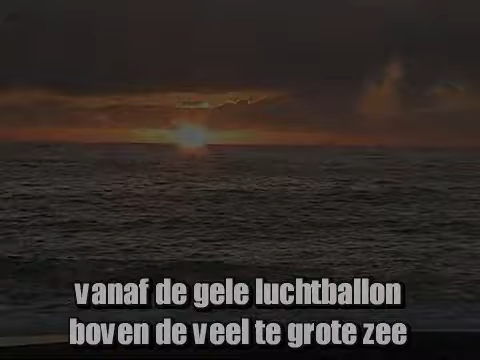 vanaf de gele luchtballon
boven de veel te grote zee